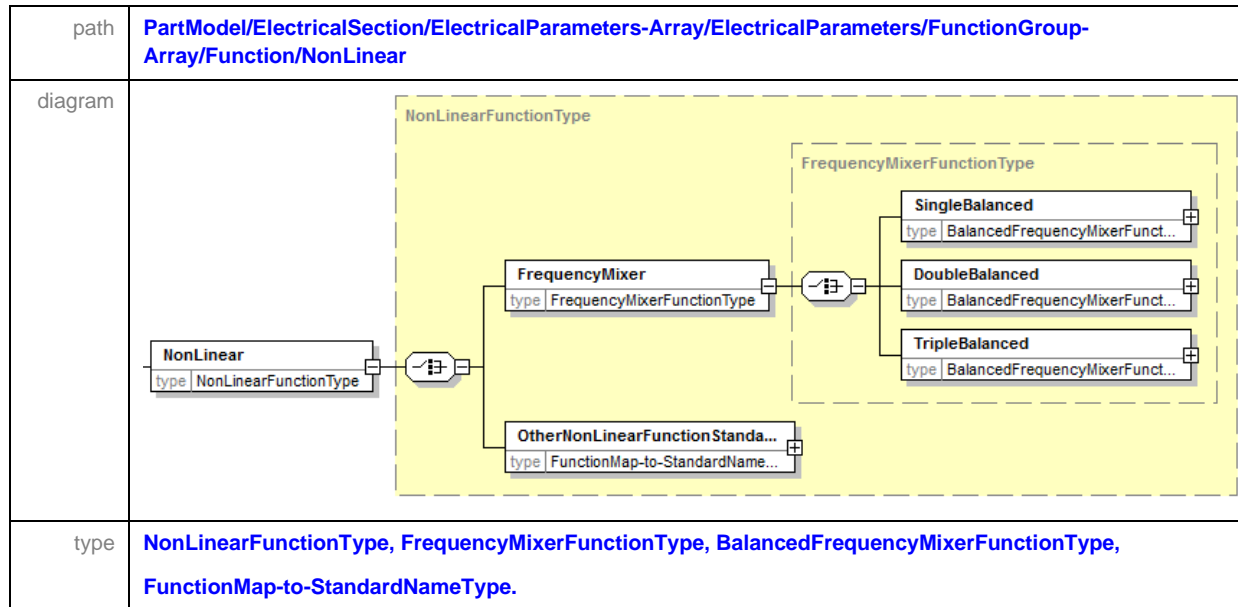 path
PartModel/ElectricalSection/ElectricalParameters-Array/ElectricalParameters/FunctionGroup-
Array/Function/NonLinear
diagram
NonLinearFunctionType
FrequencyMixerFunctionType
SingleBalanced
type BalancedFrequencyMixerFunct...
FrequencyMixer
type FrequencyMixerFunctionType
DoubleBalanced
type BalancedFrequencyMixerFunct...
TripleBalanced
type BalancedFrequencyMixerFunct...
NonLinear
type NonLinearFunctionType
OtherNonLinearFunctionStanda...
type FunctionMap-to-StandardName...
type
NonLinearFunctionType, FrequencyMixerFunctionType, BalancedFrequencyMixerFunctionType,
FunctionMap-to-StandardNameType.